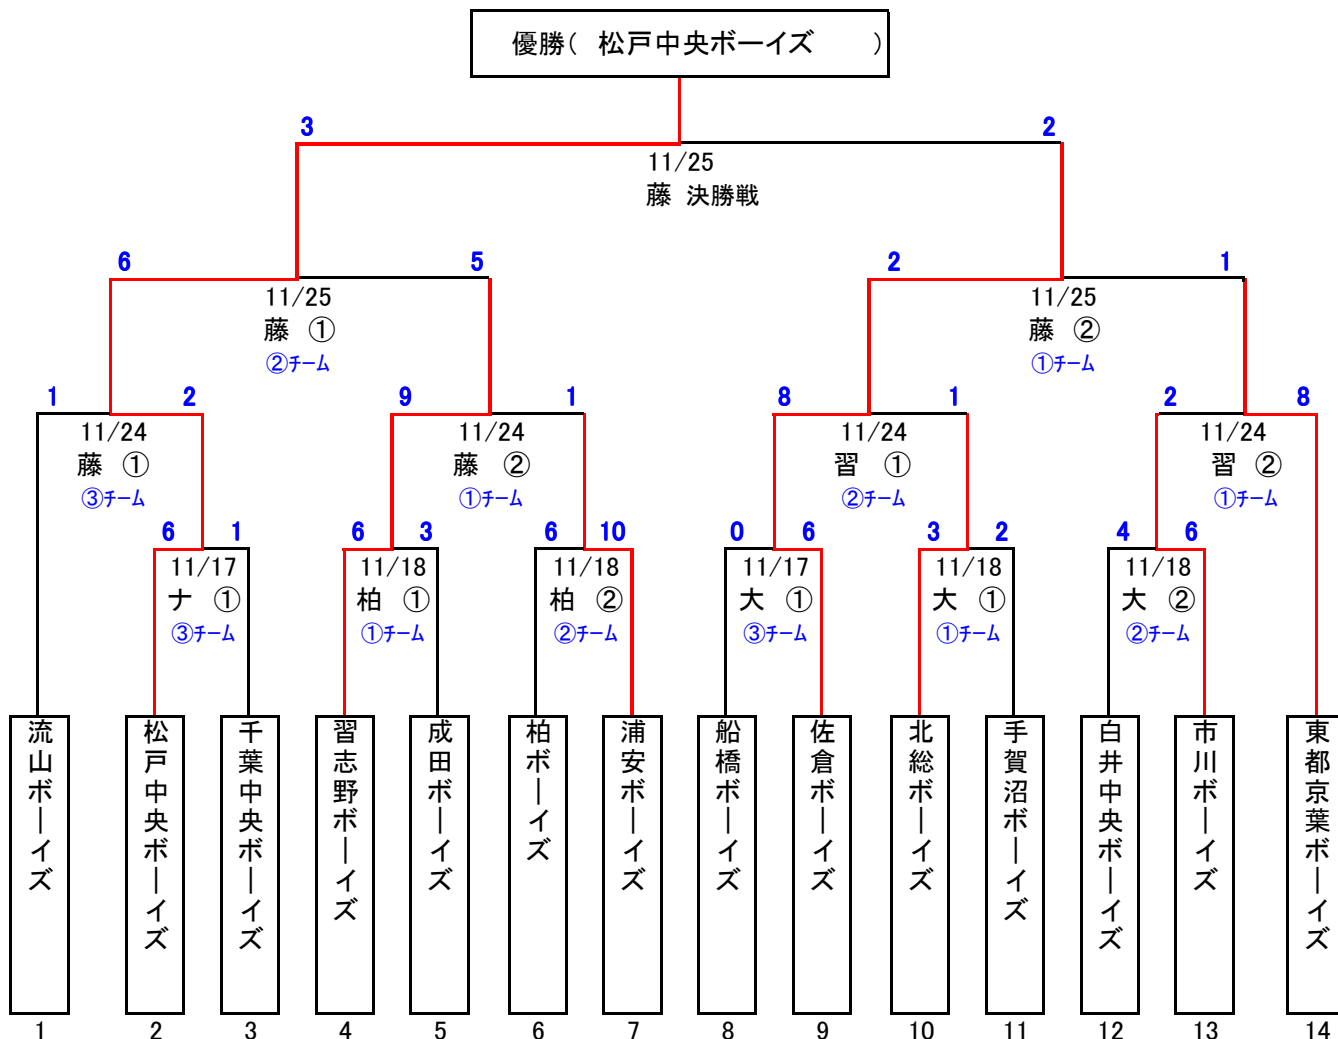 優勝( 松戸中央ボーイズ )
3 2
11/25
藤 決勝戦
6 5 2 1
11/25 11/25
藤 ① 藤 ②
②チーム ①チーム
1 2 9 1 8 1 2 8
11/24 11/24 11/24 11/24
藤 ① 藤 ② 習 ① 習 ②
③チーム ①チーム ②チーム ①チーム
6 1 6 3 6 10 0 6 3 2 4 6
11/17 11/18 11/18 11/17 11/18 11/18
ナ ① 柏 ① 柏 ② 大 ① 大 ① 大 ②
③チーム ①チーム ②チーム ③チーム ①チーム ②チーム
流山ボーイズ
松戸中央ボーイズ
千葉中央ボーイズ
習志野ボーイズ
成田ボーイズ
柏ボーイズ
浦安ボーイズ
船橋ボーイズ
佐倉ボーイズ
北総ボーイズ
手賀沼ボーイズ
白井中央ボーイズ
市川ボーイズ
東都京葉ボーイズ
1 2 3 4 5 6 7 8 9 10 11 12 13 14